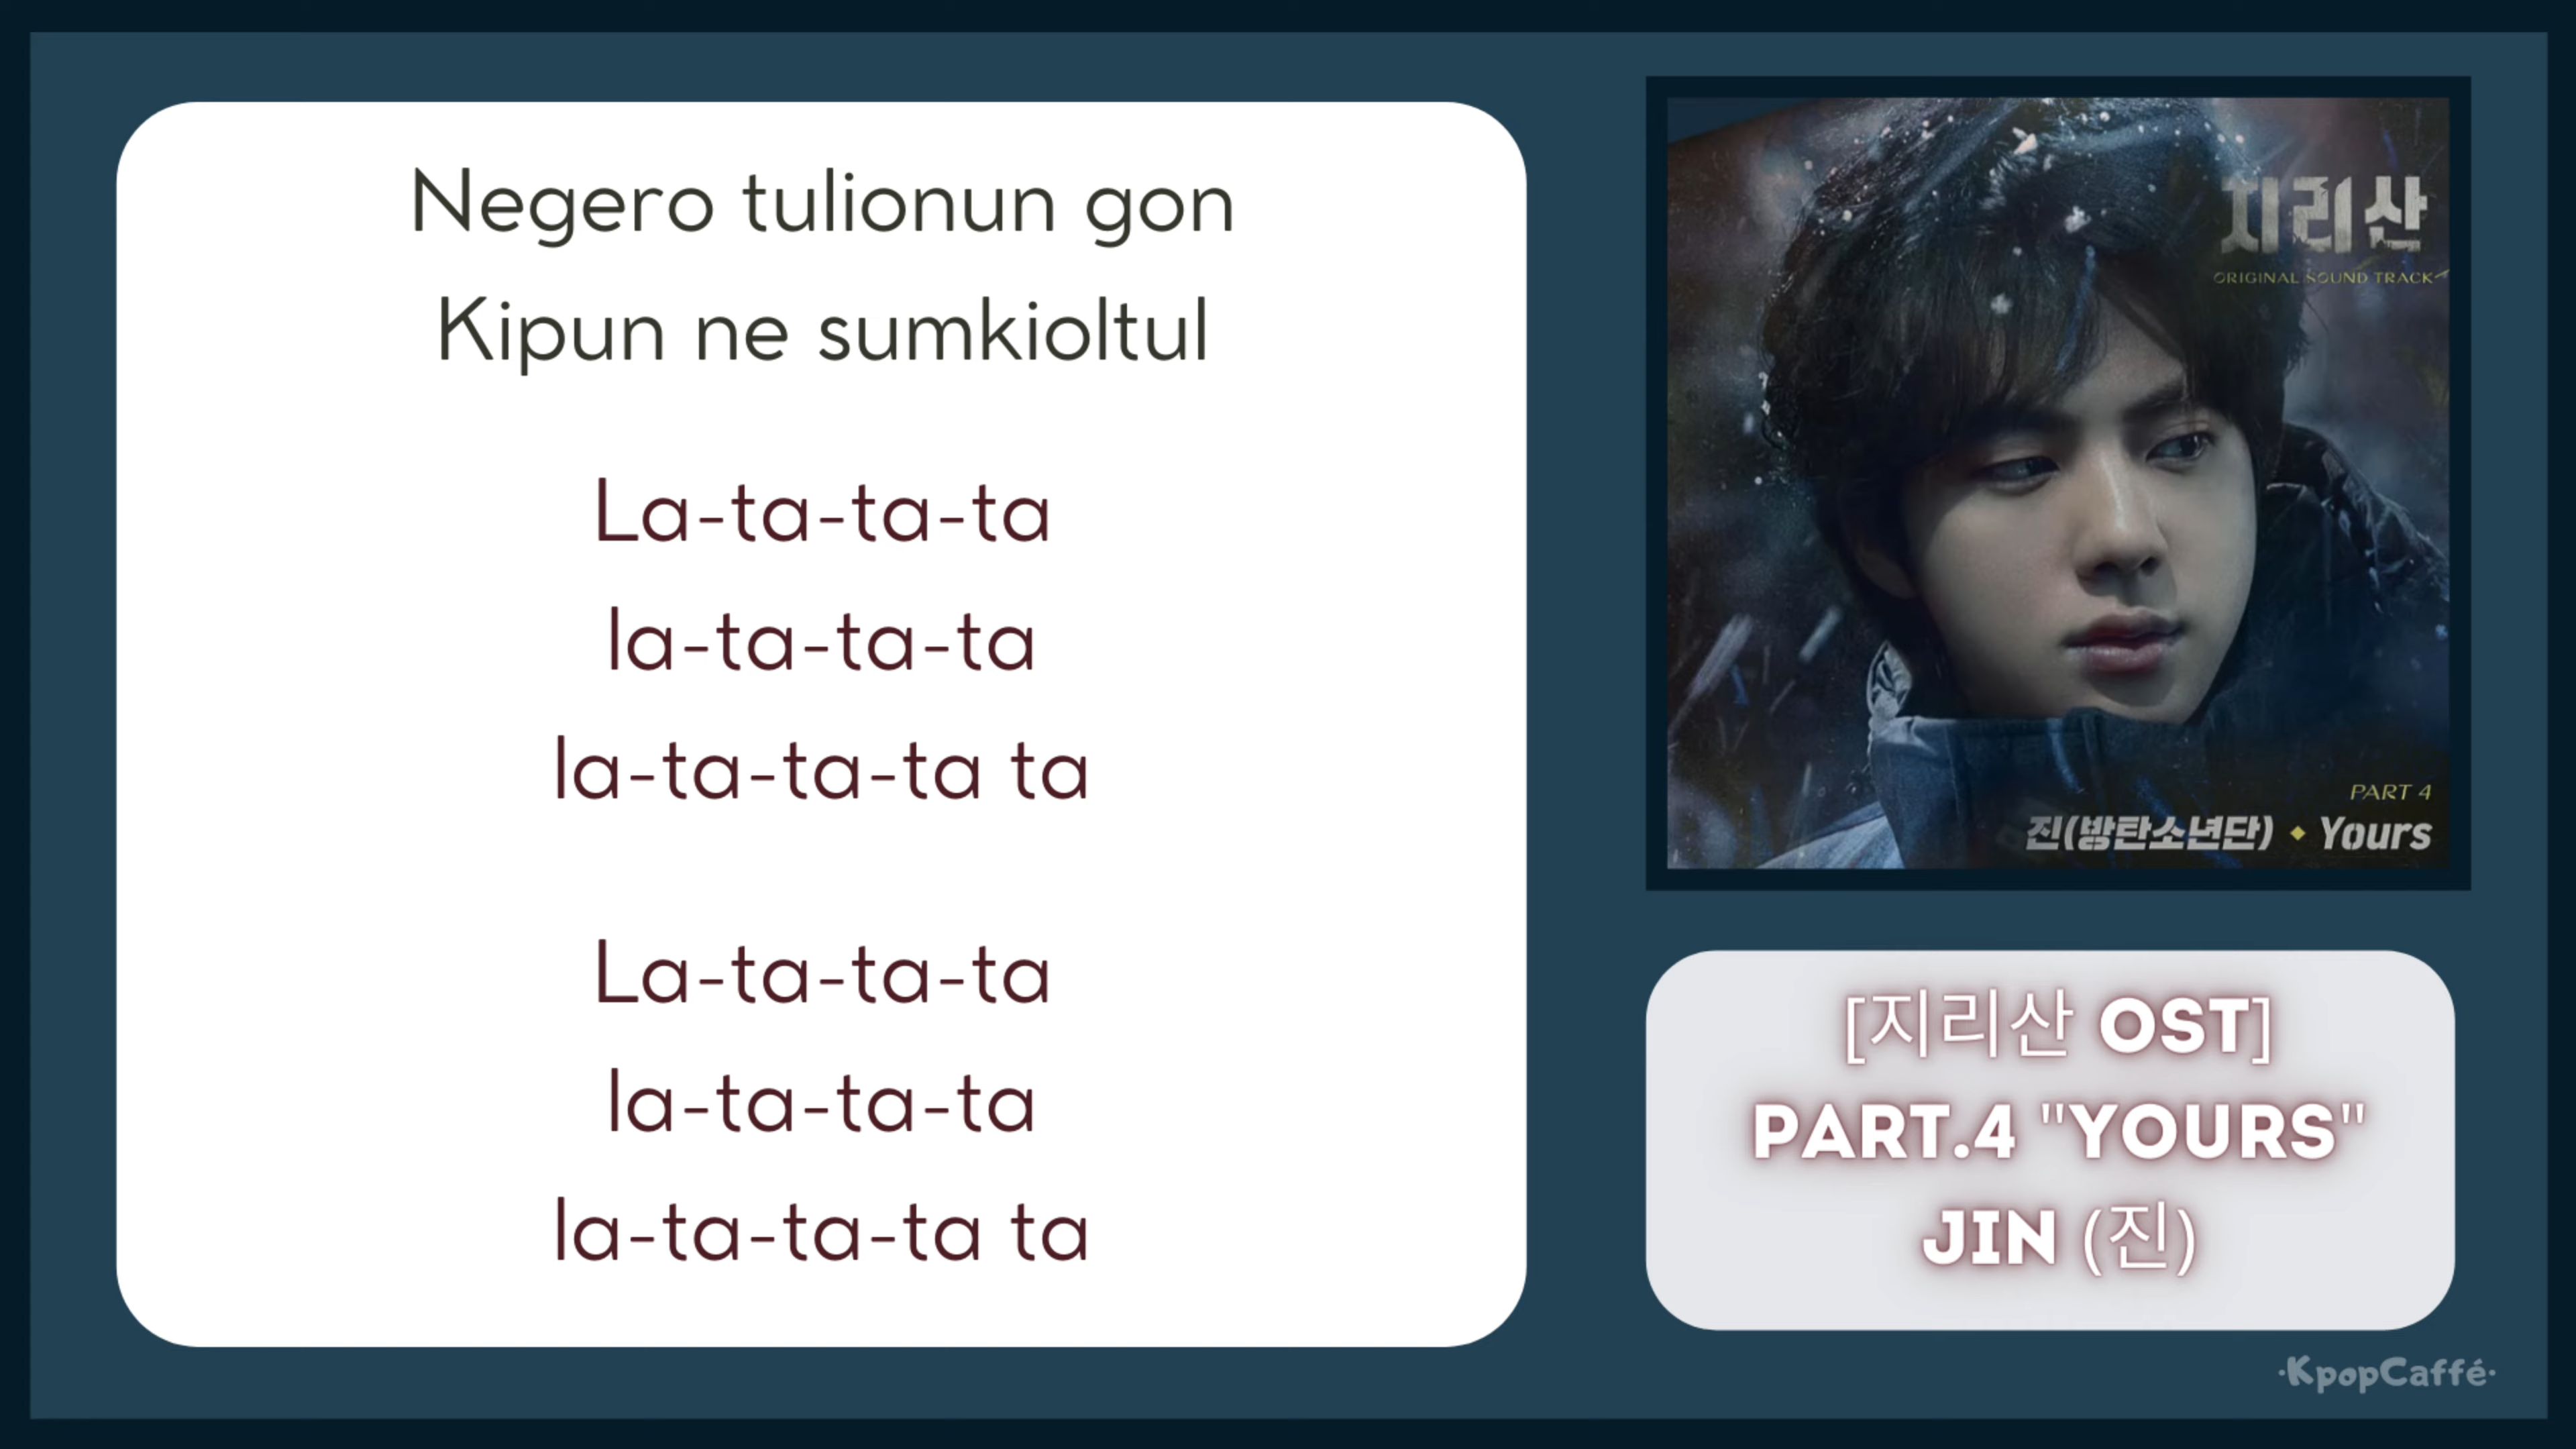 Negero tulionun gon
Kipun ne sumkioltul
La-ta-ta-ta
la-ta-ta-ta
la-ta-ta-ta ta
La-ta-ta-ta
la-ta-ta-ta
la-ta-ta-ta ta
지리산
ORIGINAL SOUND TRACK
PART 4
진(방탄소년단) ◆ Yours
[지리산 OST]
PART.4 "YOURS"
JIN (진)
·KpopCaffé·